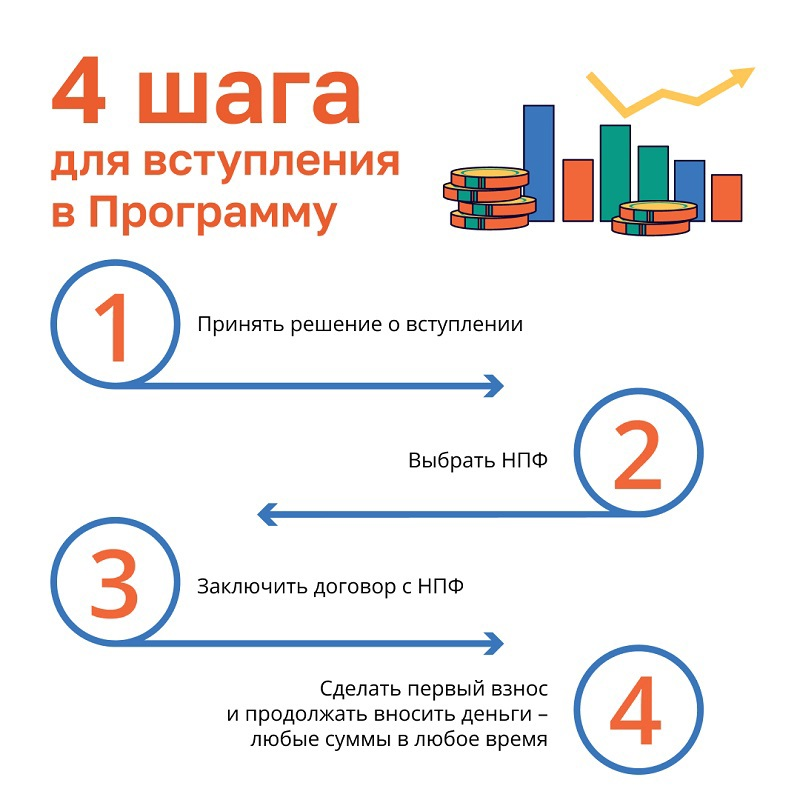 4 шага
для вступления
в Программу
1
Принять решение о вступлении
2
Выбрать НПФ
3
Заключить договор с НПФ
4
Сделать первый взнос
и продолжать вносить деньги –
любые суммы в любое время